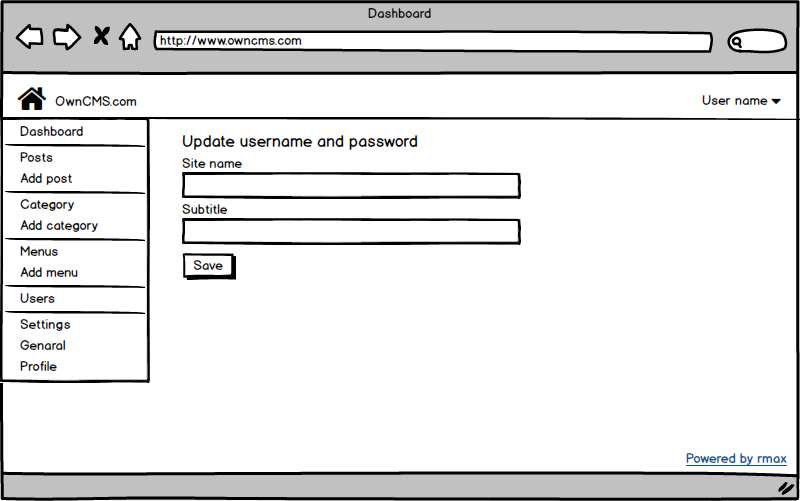 Dashboard
http://www.owncms.com
OwnCMS.com
User name
Dashboard
Posts
Add post
Category
Add category
Menus
Add menu
Users
Settings
Genaral
Profile
Update username and password
Site name
Subtitle
Save
Powered by rmax